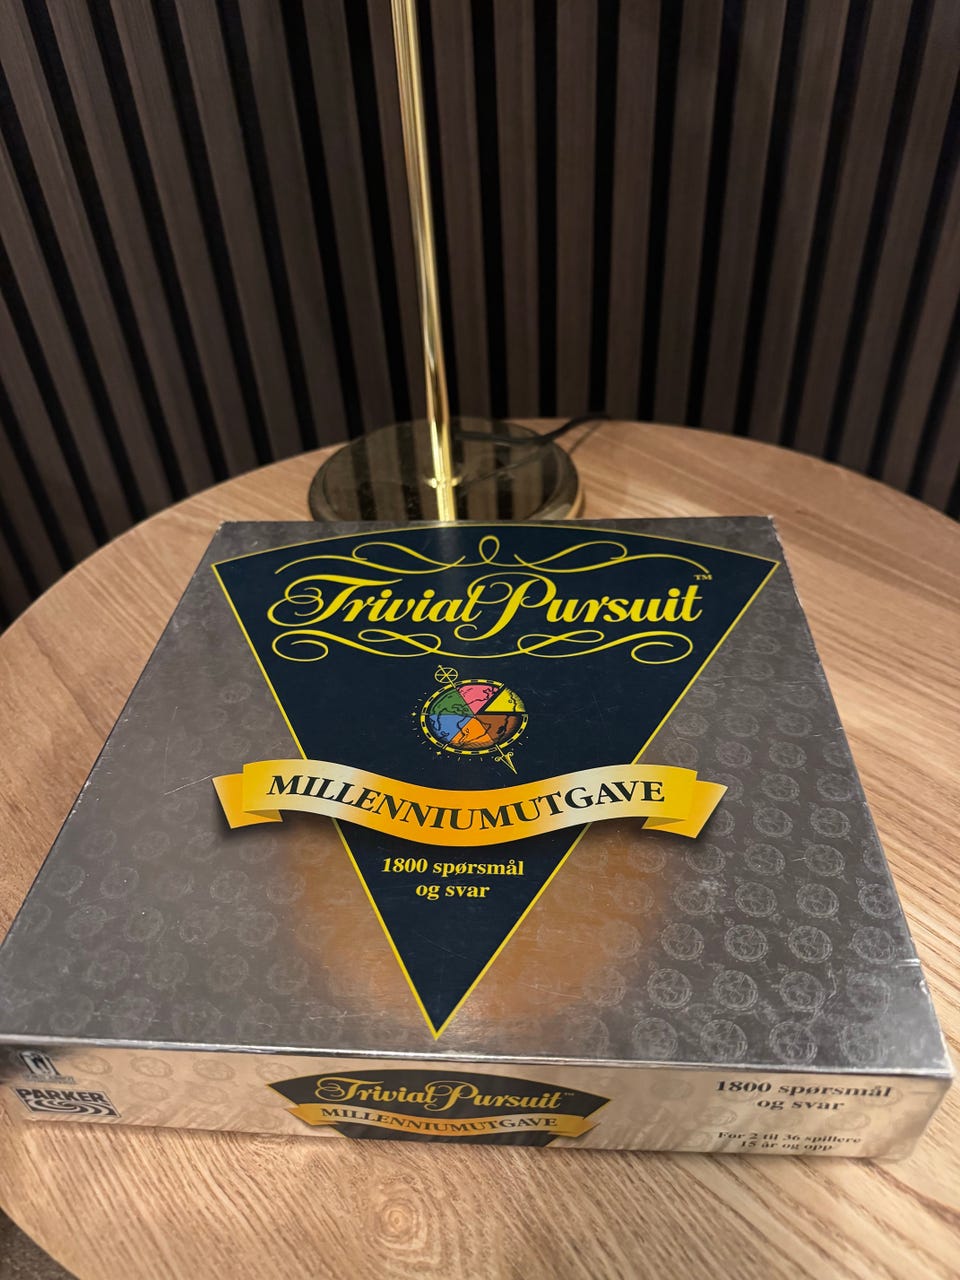 Trivial Pursuit™
MILLENNIUMUTGAVE
1800 spørsmål
og svar
PARKER
Trivial Pursuit™
MILLENNIUMUTGAVE
1800 spørsmål
og svar
For 2 til 36 spillere
15 år og opp